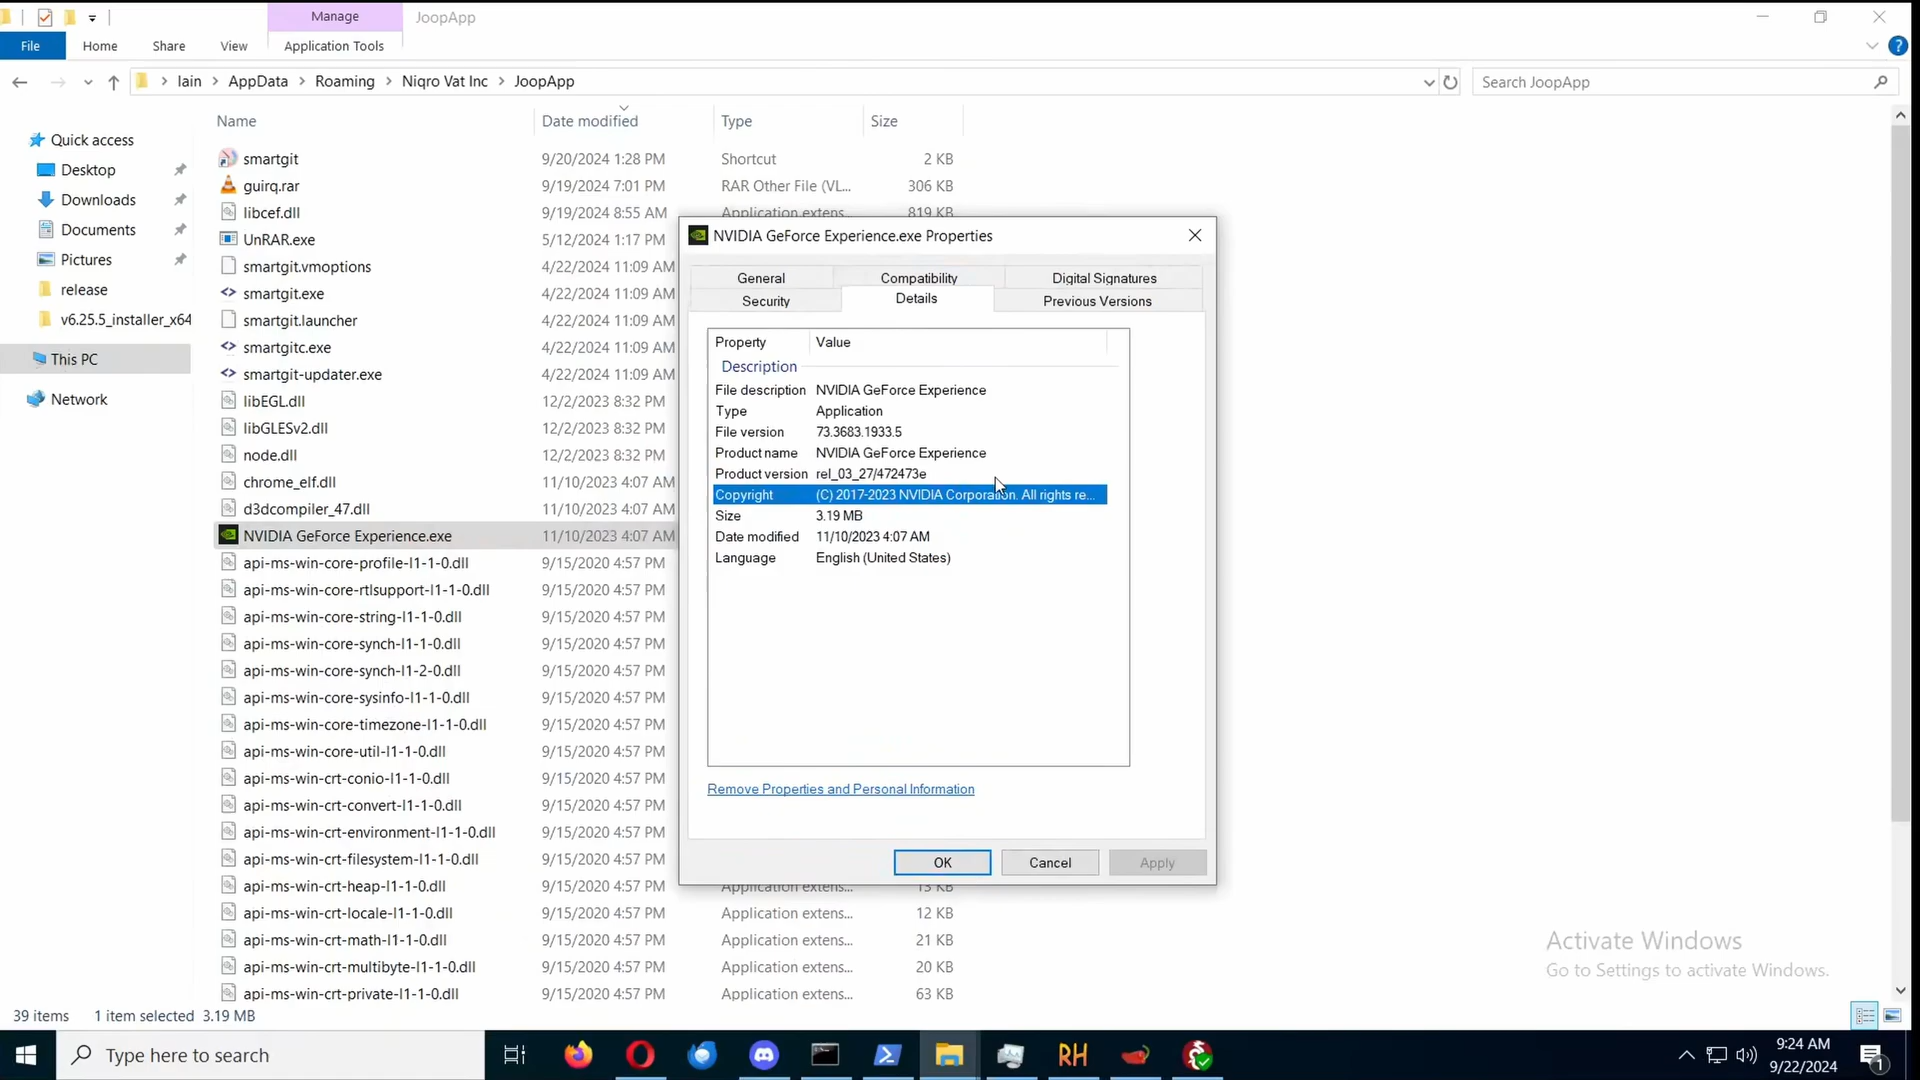 Manage
JoopApp
File
Home
Share
View
Application Tools
Iain > AppData > Roaming > Niqro Vat Inc > JoopApp
Search JoopApp
Name
Date modified
Type
Size
Quick access
Desktop
Downloads
Documents
Pictures
release
v6.25.5_installer_x64
This PC
Network
smartgit 9/20/2024 1:28 PM Shortcut 2 KB
guirq.rar 9/19/2024 7:01 PM RAR Other File (VL... 306 KB
libcef.dll 9/19/2024 8:55 AM Application extens... 819 KB
UnRAR.exe 5/12/2024 1:17 PM
smartgit.vmoptions 4/22/2024 11:09 AM
smartgit.exe 4/22/2024 11:09 AM
smartgit.launcher 4/22/2024 11:09 AM
smartgitc.exe 4/22/2024 11:09 AM
smartgit-updater.exe 4/22/2024 11:09 AM
libEGL.dll 12/2/2023 8:32 PM
libGLESv2.dll 12/2/2023 8:32 PM
node.dll 12/2/2023 8:32 PM
chrome_elf.dll 11/10/2023 4:07 AM
d3dcompiler_47.dll 11/10/2023 4:07 AM
NVIDIA GeForce Experience.exe 11/10/2023 4:07 AM
api-ms-win-core-profile-l1-1-0.dll 9/15/2020 4:57 PM
api-ms-win-core-rtlsupport-l1-1-0.dll 9/15/2020 4:57 PM
api-ms-win-core-string-l1-1-0.dll 9/15/2020 4:57 PM
api-ms-win-core-synch-l1-1-0.dll 9/15/2020 4:57 PM
api-ms-win-core-synch-l1-2-0.dll 9/15/2020 4:57 PM
api-ms-win-core-sysinfo-l1-1-0.dll 9/15/2020 4:57 PM
api-ms-win-core-timezone-l1-1-0.dll 9/15/2020 4:57 PM
api-ms-win-core-util-l1-1-0.dll 9/15/2020 4:57 PM
api-ms-win-crt-conio-l1-1-0.dll 9/15/2020 4:57 PM
api-ms-win-crt-convert-l1-1-0.dll 9/15/2020 4:57 PM
api-ms-win-crt-environment-l1-1-0.dll 9/15/2020 4:57 PM
api-ms-win-crt-filesystem-l1-1-0.dll 9/15/2020 4:57 PM
api-ms-win-crt-heap-l1-1-0.dll 9/15/2020 4:57 PM Application extens... 13 KB
api-ms-win-crt-locale-l1-1-0.dll 9/15/2020 4:57 PM Application extens... 12 KB
api-ms-win-crt-math-l1-1-0.dll 9/15/2020 4:57 PM Application extens... 21 KB
api-ms-win-crt-multibyte-l1-1-0.dll 9/15/2020 4:57 PM Application extens... 20 KB
api-ms-win-crt-private-l1-1-0.dll 9/15/2020 4:57 PM Application extens... 63 KB
NVIDIA GeForce Experience.exe Properties
General
Compatibility
Digital Signatures
Security
Details
Previous Versions
Property Value
Description
File description NVIDIA GeForce Experience
Type Application
File version 73.3683.1933.5
Product name NVIDIA GeForce Experience
Product version rel_03_27/472473e
Copyright (C) 2017-2023 NVIDIA Corporation. All rights re...
Size 3.19 MB
Date modified 11/10/2023 4:07 AM
Language English (United States)
Remove Properties and Personal Information
OK
Cancel
Apply
Activate Windows
Go to Settings to activate Windows.
39 items 1 item selected 3.19 MB
Type here to search
RH
9:24 AM
9/22/2024
1